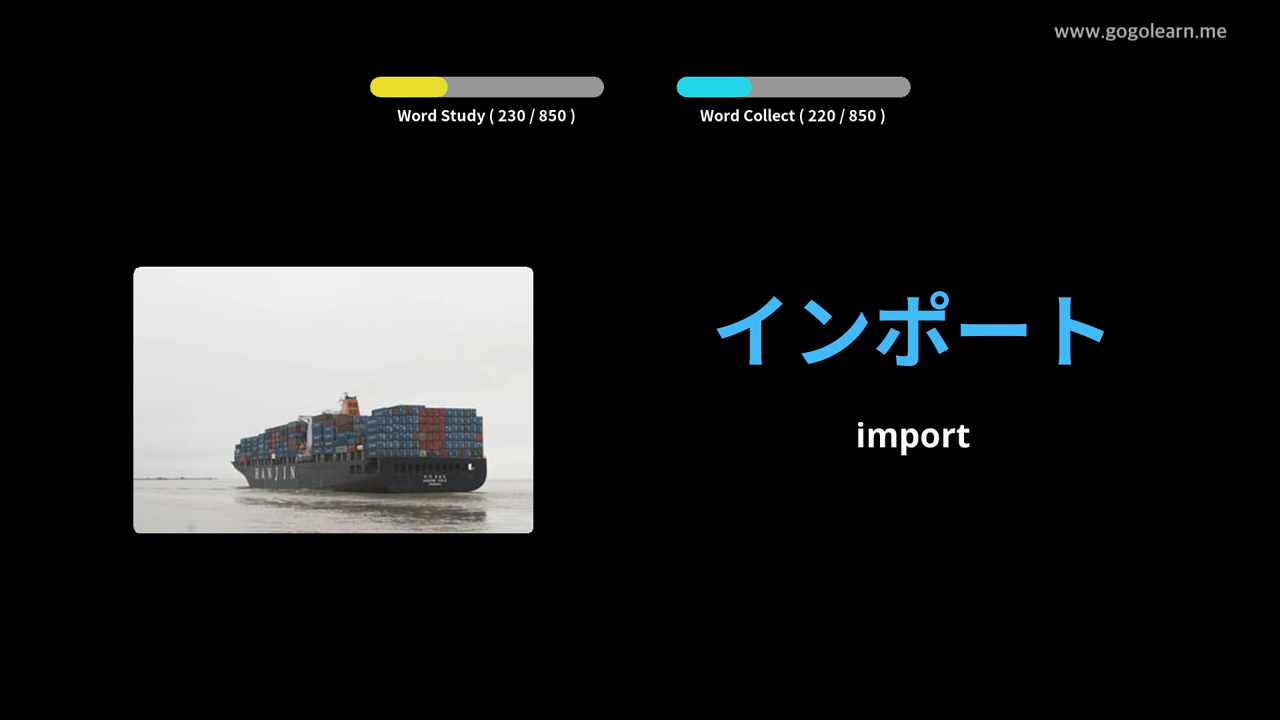 www.gogolearn.me
Word Study ( 230 / 850 )
Word Collect ( 220 / 850 )
インポート
import
HANJIN